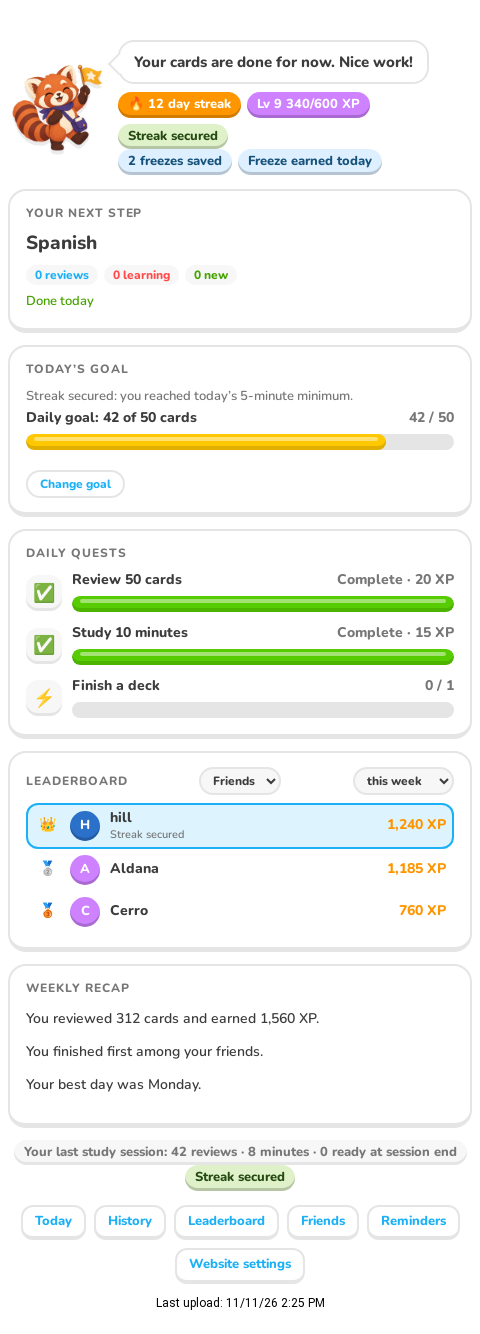 Your cards are done for now. Nice work!
🔥 12 day streak
Lv 9 340/600 XP
Streak secured
2 freezes saved
Freeze earned today
YOUR NEXT STEP
Spanish
0 reviews
0 learning
0 new
Done today
TODAY'S GOAL
Streak secured: you reached today's 5-minute minimum.
Daily goal: 42 of 50 cards
42 / 50
Change goal
DAILY QUESTS
Review 50 cards
Complete · 20 XP
Study 10 minutes
Complete · 15 XP
Finish a deck
0 / 1
LEADERBOARD
Friends
this week
H
hill
Streak secured
1,240 XP
A
Aldana
1,185 XP
C
Cerro
760 XP
WEEKLY RECAP
You reviewed 312 cards and earned 1,560 XP.
You finished first among your friends.
Your best day was Monday.
Your last study session: 42 reviews · 8 minutes · 0 ready at session end
Streak secured
Today
History
Leaderboard
Friends
Reminders
Website settings
Last upload: 11/11/26 2:25 PM